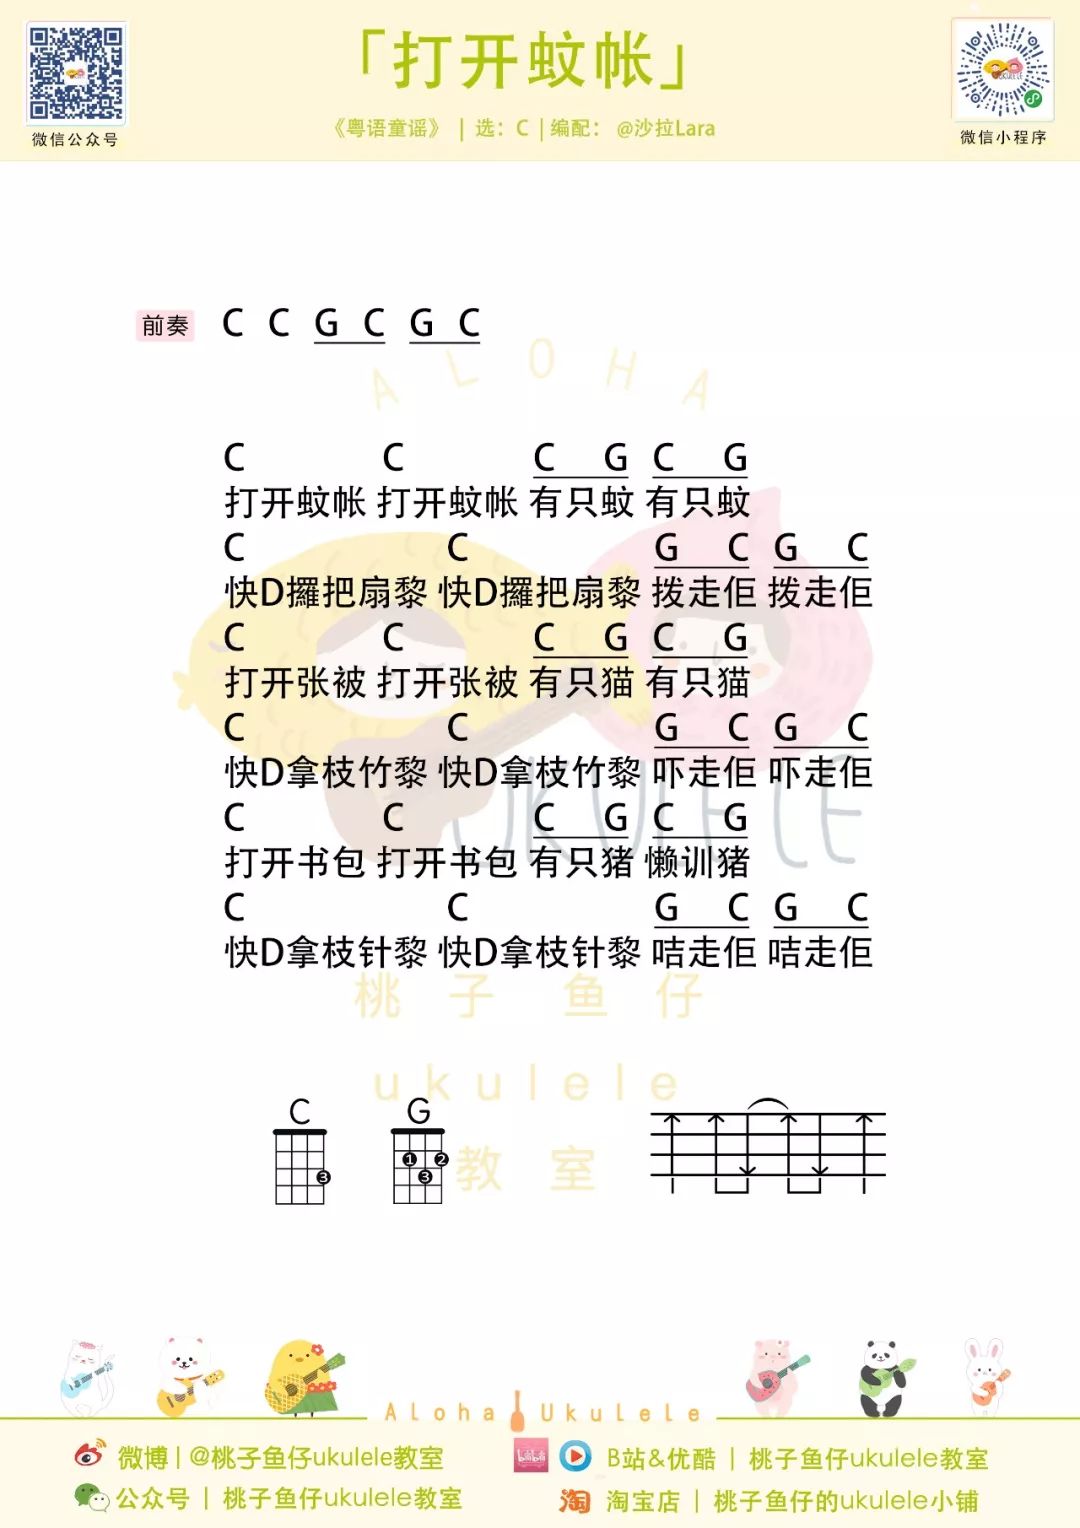 「打开蚊帐」
《粤语童谣》 | 选：C | 编配： @沙拉Lara
微信公众号
微信小程序
前奏 C C G C G C
ALOHA
C C C G C G
打开蚊帐 打开蚊帐 有只蚊 有只蚊
C C G C G C
快D攞把扇黎 快D攞把扇黎 拨走佢 拨走佢
C C C G C G
打开张被 打开张被 有只猫 有只猫
C C G C G C
快D拿枝竹黎 快D拿枝竹黎 吓走佢 吓走佢
C C C G C G
打开书包 打开书包 有只猪 懒训猪
UKULELE
C C G C G C
快D拿枝针黎 快D拿枝针黎 咭走佢 咭走佢
桃子鱼仔
ukulele
教室
C G
3 1 2 3
Aloha Ukulele
微博 | @桃子鱼仔ukulele教室
B站&优酷 | 桃子鱼仔ukulele教室
公众号 | 桃子鱼仔ukulele教室
淘 淘宝店 | 桃子鱼仔的ukulele小铺